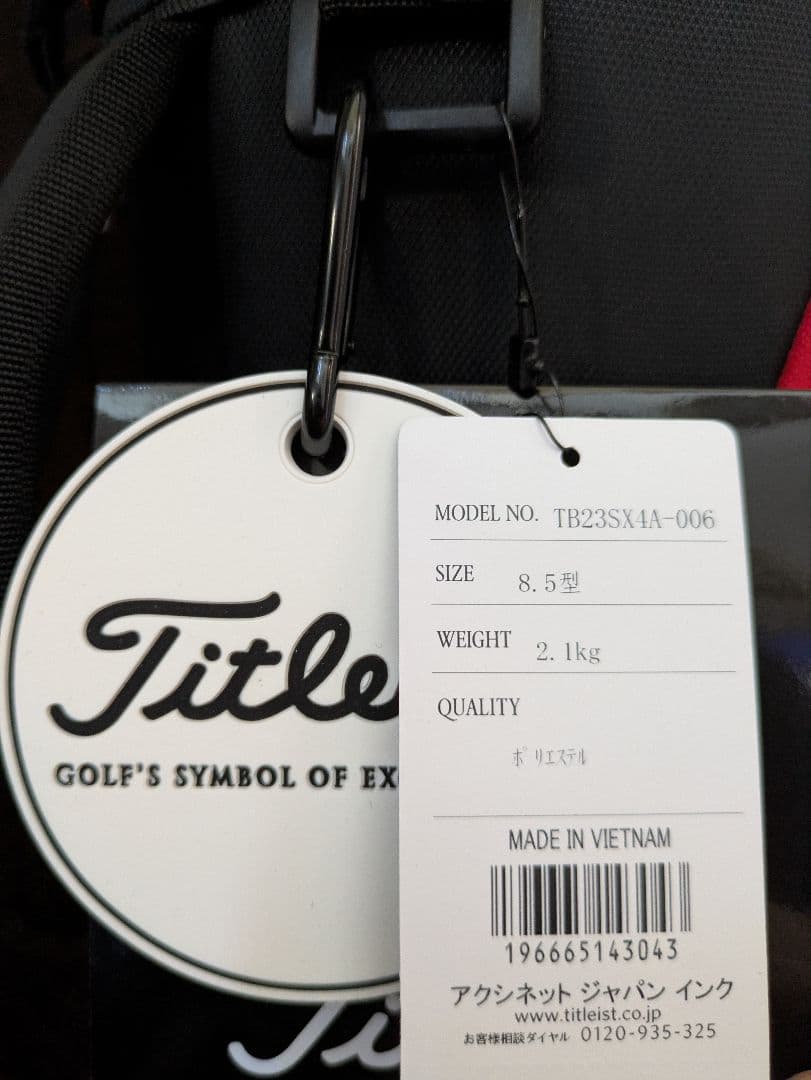 Titleist
GOLF'S SYMBOL OF EX
MODEL NO. TB23SX4A-006
SIZE 8.5型
WEIGHT 2.1kg
QUALITY
ポリエステル
MADE IN VIETNAM
196665143043
アクシネット ジャパン インク
www.titleist.co.jp
お客様相談ダイヤル 0120-935-325
Ti